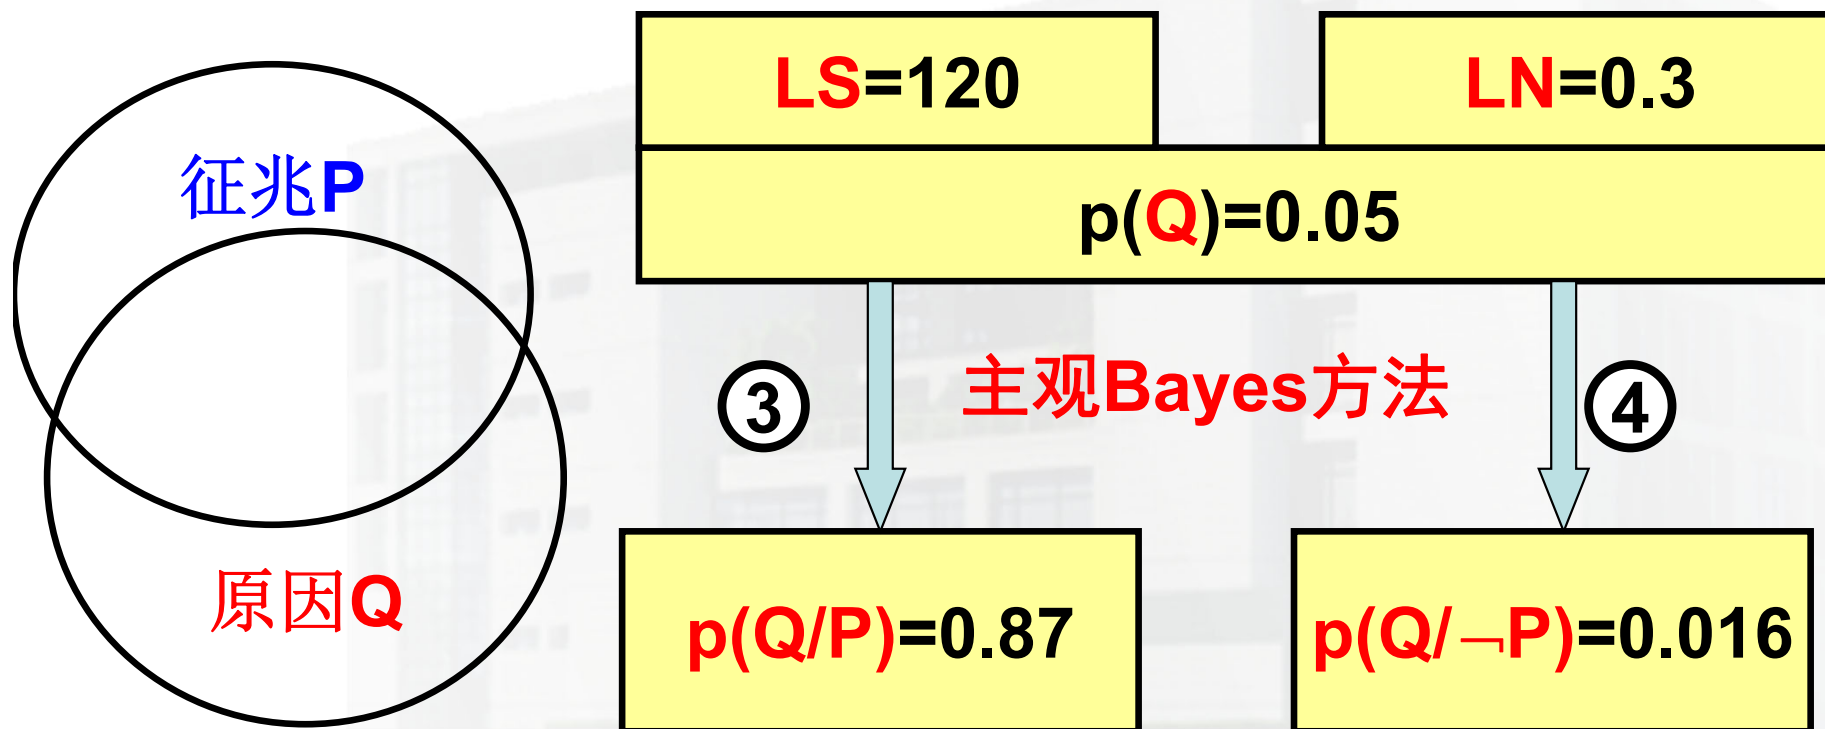 LS=120
LN=0.3
征兆P
p(Q)=0.05
③
主观Bayes方法
④
原因Q
p(Q/P)=0.87
p(Q/¬P)=0.016